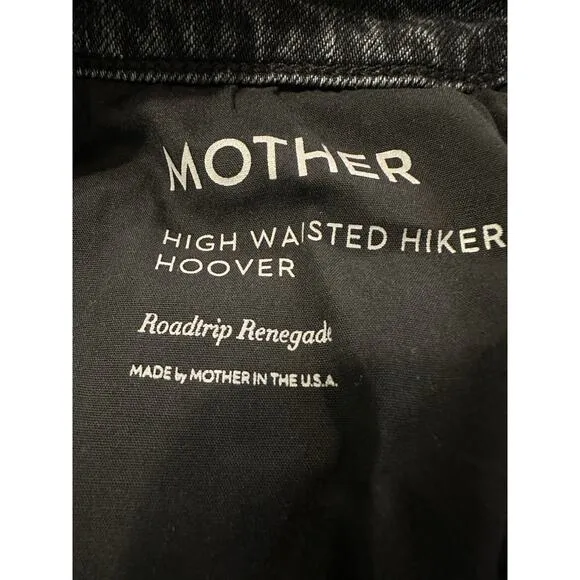 MOTHER
HIGH WAISTED HIKER
HOOVER
Roadtrip Renegade
MADE by MOTHER IN THE U.S.A.